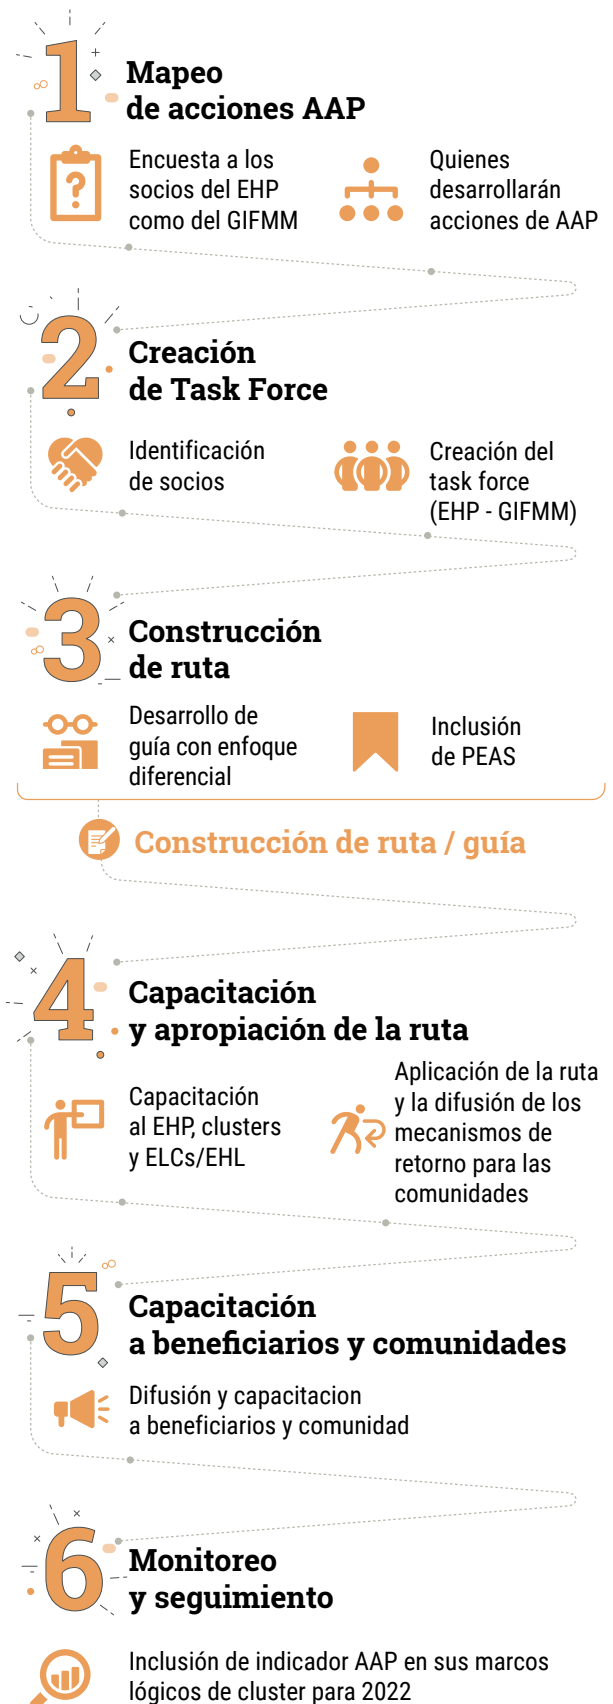 1
Mapeo
de acciones AAP
Encuesta a los
socios del EHP
como del GIFMM
Quienes
desarrollarán
acciones de AAP
2
Creación
de Task Force
Identificación
de socios
Creación del
task force
(EHP - GIFMM)
3
Construcción
de ruta
Desarrollo de
guía con enfoque
diferencial
Inclusión
de PEAS
Construcción de ruta / guía
4
Capacitación
y apropiación de la ruta
Capacitación
al EHP, clusters
y ELCs/EHL
Aplicación de la ruta
y la difusión de los
mecanismos de
retorno para las
comunidades
5
Capacitación
a beneficiarios y comunidades
Difusión y capacitacion
a beneficiarios y comunidad
6
Monitoreo
y seguimiento
Inclusión de indicador AAP en sus marcos
lógicos de cluster para 2022